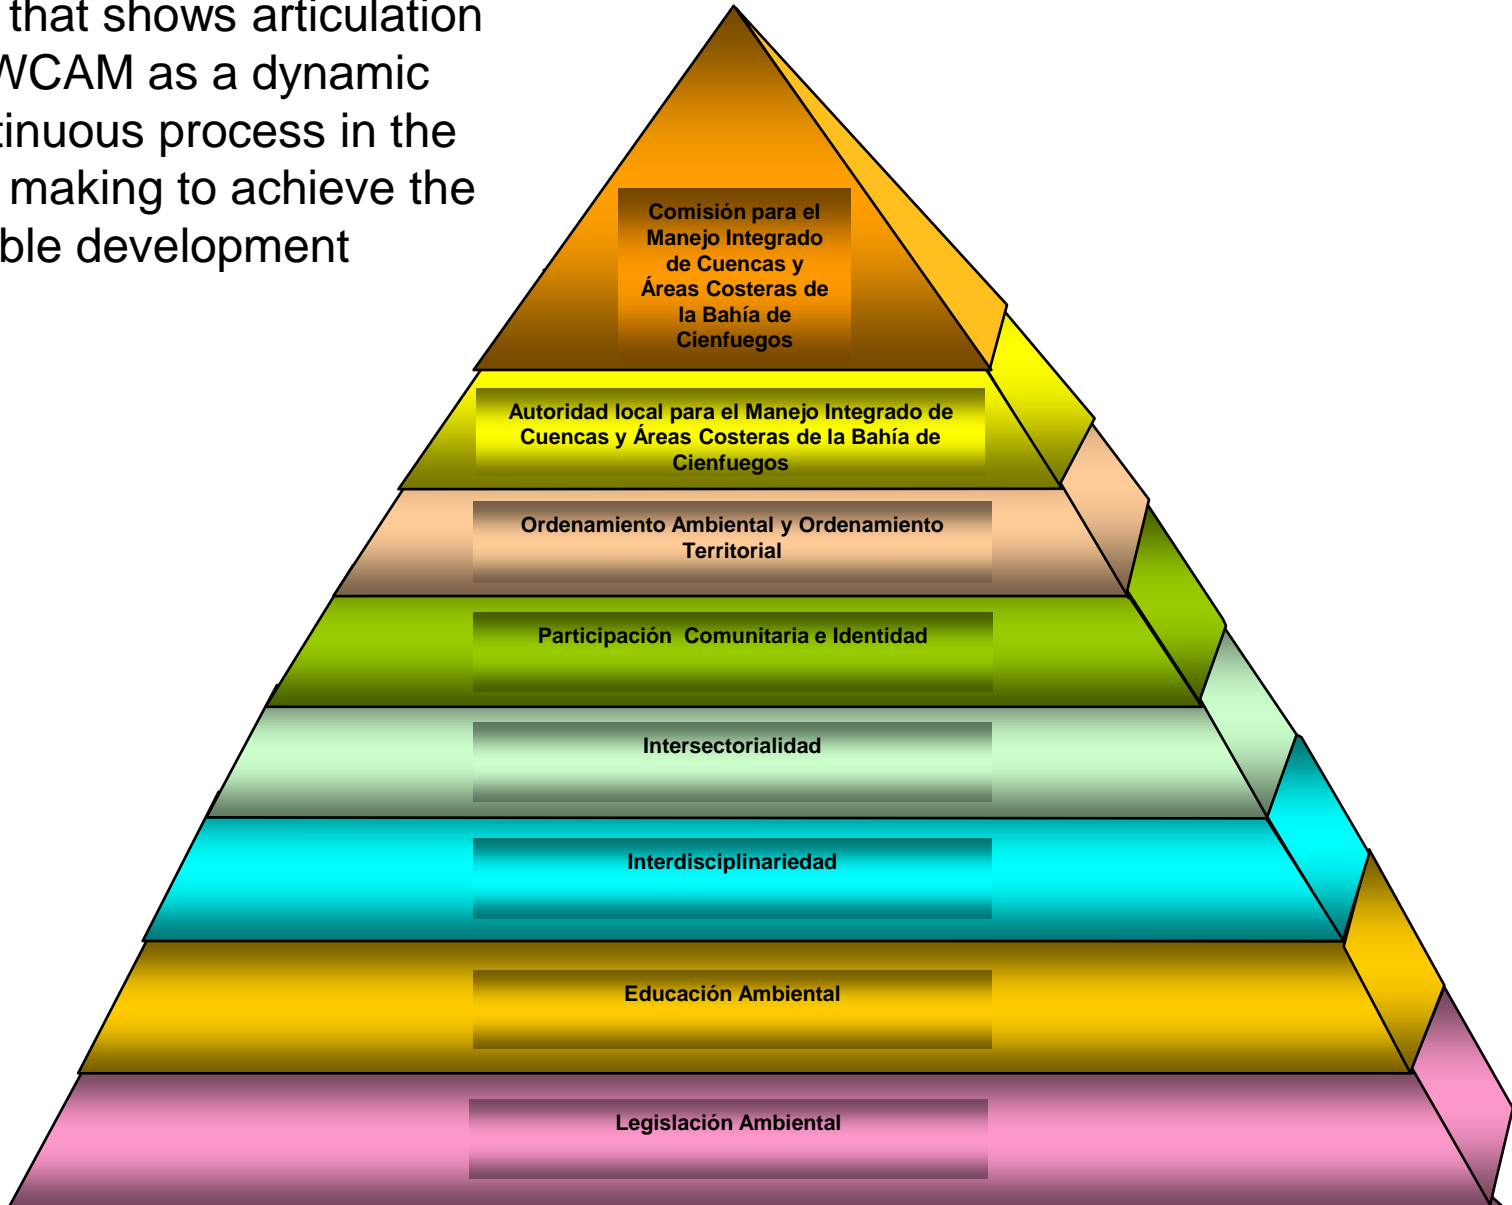 that shows articulation
WCAM as a dynamic
process in the
making to achieve the
development
Comisión para el
Manejo Integrado
de Cuencas y
Áreas Costeras de
la Bahía de
Cienfuegos
Autoridad local para el Manejo Integrado de
Cuencas y Áreas Costeras de la Bahía de
Cienfuegos
Ordenamiento Ambiental y Ordenamiento
Territorial
Participación Comunitaria e Identidad
Intersectorialidad
Interdisciplinariedad
Educación Ambiental
Legislación Ambiental